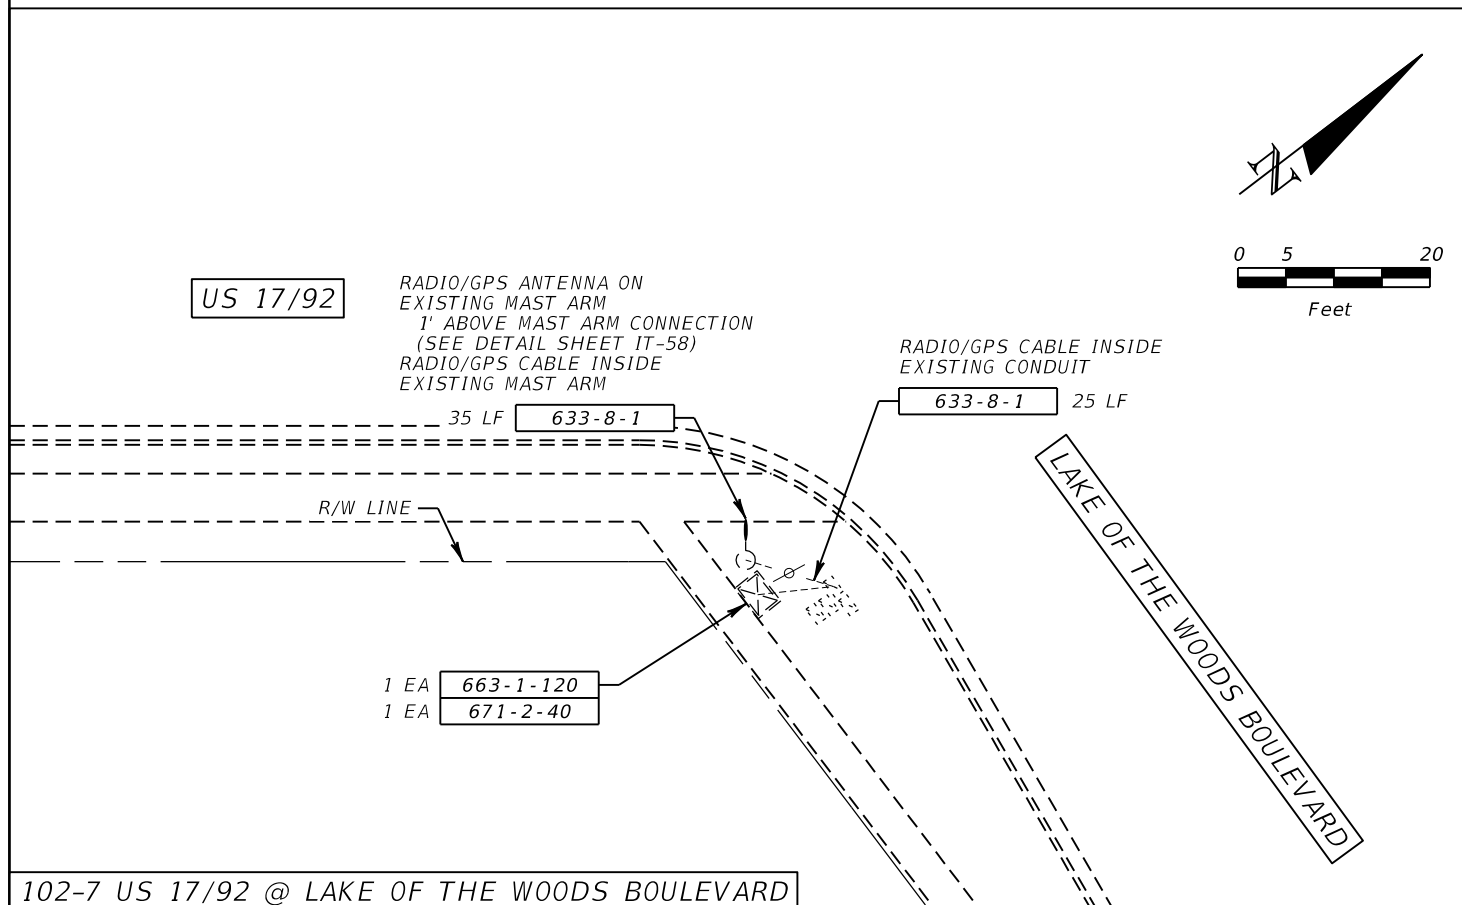 N
0 5 20
Feet
US 17/92
RADIO/GPS ANTENNA ON
EXISTING MAST ARM
1' ABOVE MAST ARM CONNECTION
(SEE DETAIL SHEET IT-58)
RADIO/GPS CABLE INSIDE
EXISTING MAST ARM
35 LF 633-8-1
RADIO/GPS CABLE INSIDE
EXISTING CONDUIT
633-8-1 25 LF
R/W LINE
LAKE OF THE WOODS BOULEVARD
1 EA 663-1-120
1 EA 671-2-40
102-7 US 17/92 @ LAKE OF THE WOODS BOULEVARD